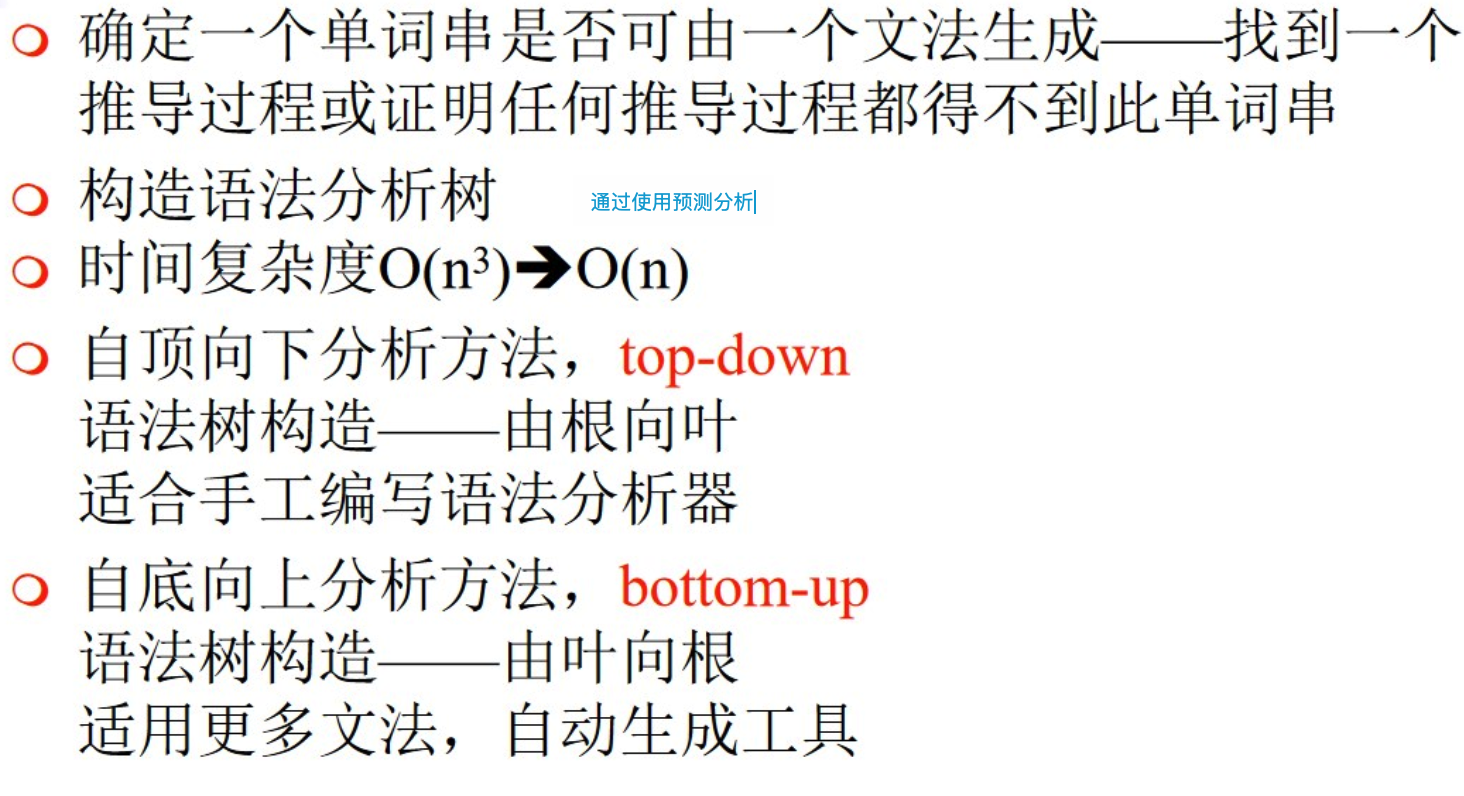 确定一个单词串是否可由一个文法生成——找到一个
推导过程或证明任何推导过程都得不到此单词串
构造语法分析树
通过使用预测分析
时间复杂度O(n³)➔O(n)
自顶向下分析方法，top-down
语法树构造——由根向叶
适合手工编写语法分析器
自底向上分析方法，bottom-up
语法树构造——由叶向根
适用更多文法，自动生成工具